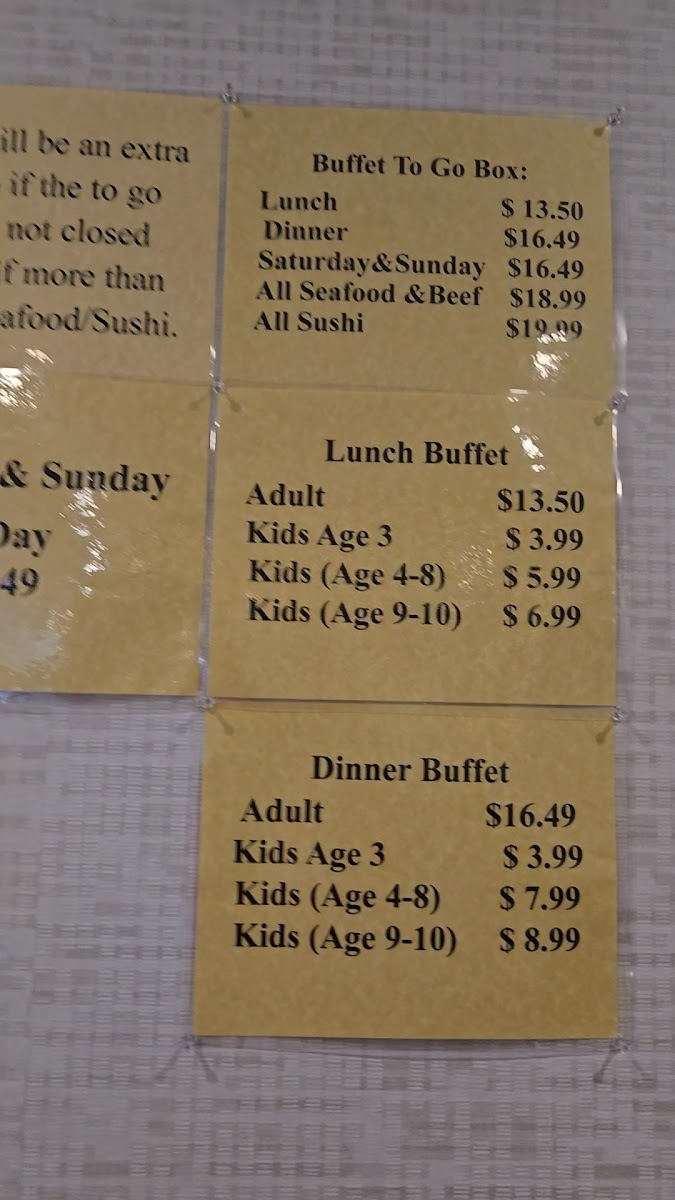 ill be an extra
if the to go
not closed
if more than
afood/Sushi.
& Sunday
Day
49
Buffet To Go Box:
Lunch $ 13.50
Dinner $16.49
Saturday&Sunday $16.49
All Seafood &Beef $18.99
All Sushi $19.99
Lunch Buffet
Adult $13.50
Kids Age 3 $ 3.99
Kids (Age 4-8) $ 5.99
Kids (Age 9-10) $ 6.99
Dinner Buffet
Adult $16.49
Kids Age 3 $ 3.99
Kids (Age 4-8) $ 7.99
Kids (Age 9-10) $ 8.99